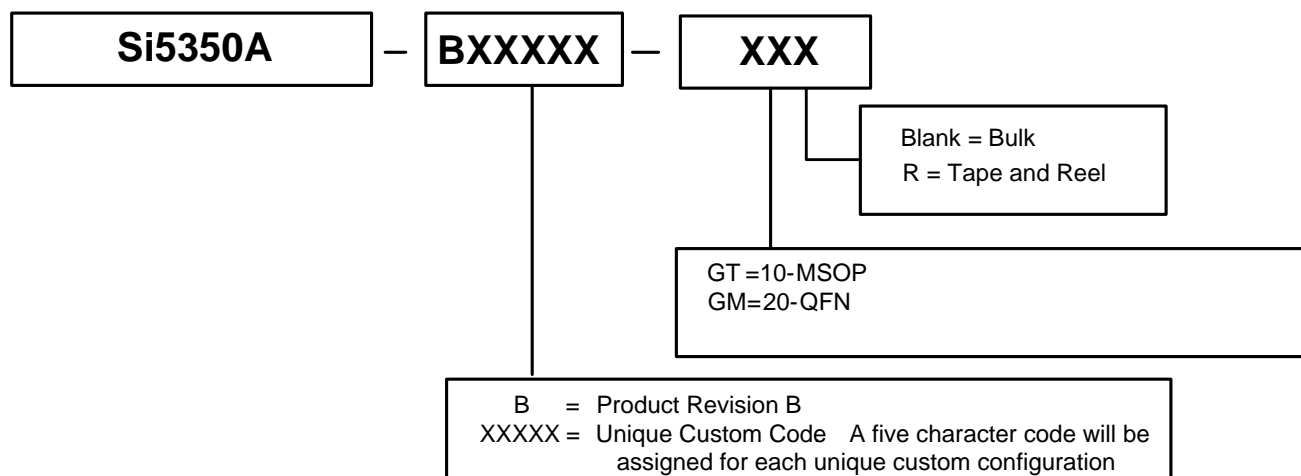 Si5350A – BXXXXX – XXX
Blank = Bulk
R = Tape and Reel
GT =10-MSOP
GM=20-QFN
B = Product Revision B
XXXXX = Unique Custom Code A five character code will be
assigned for each unique custom configuration